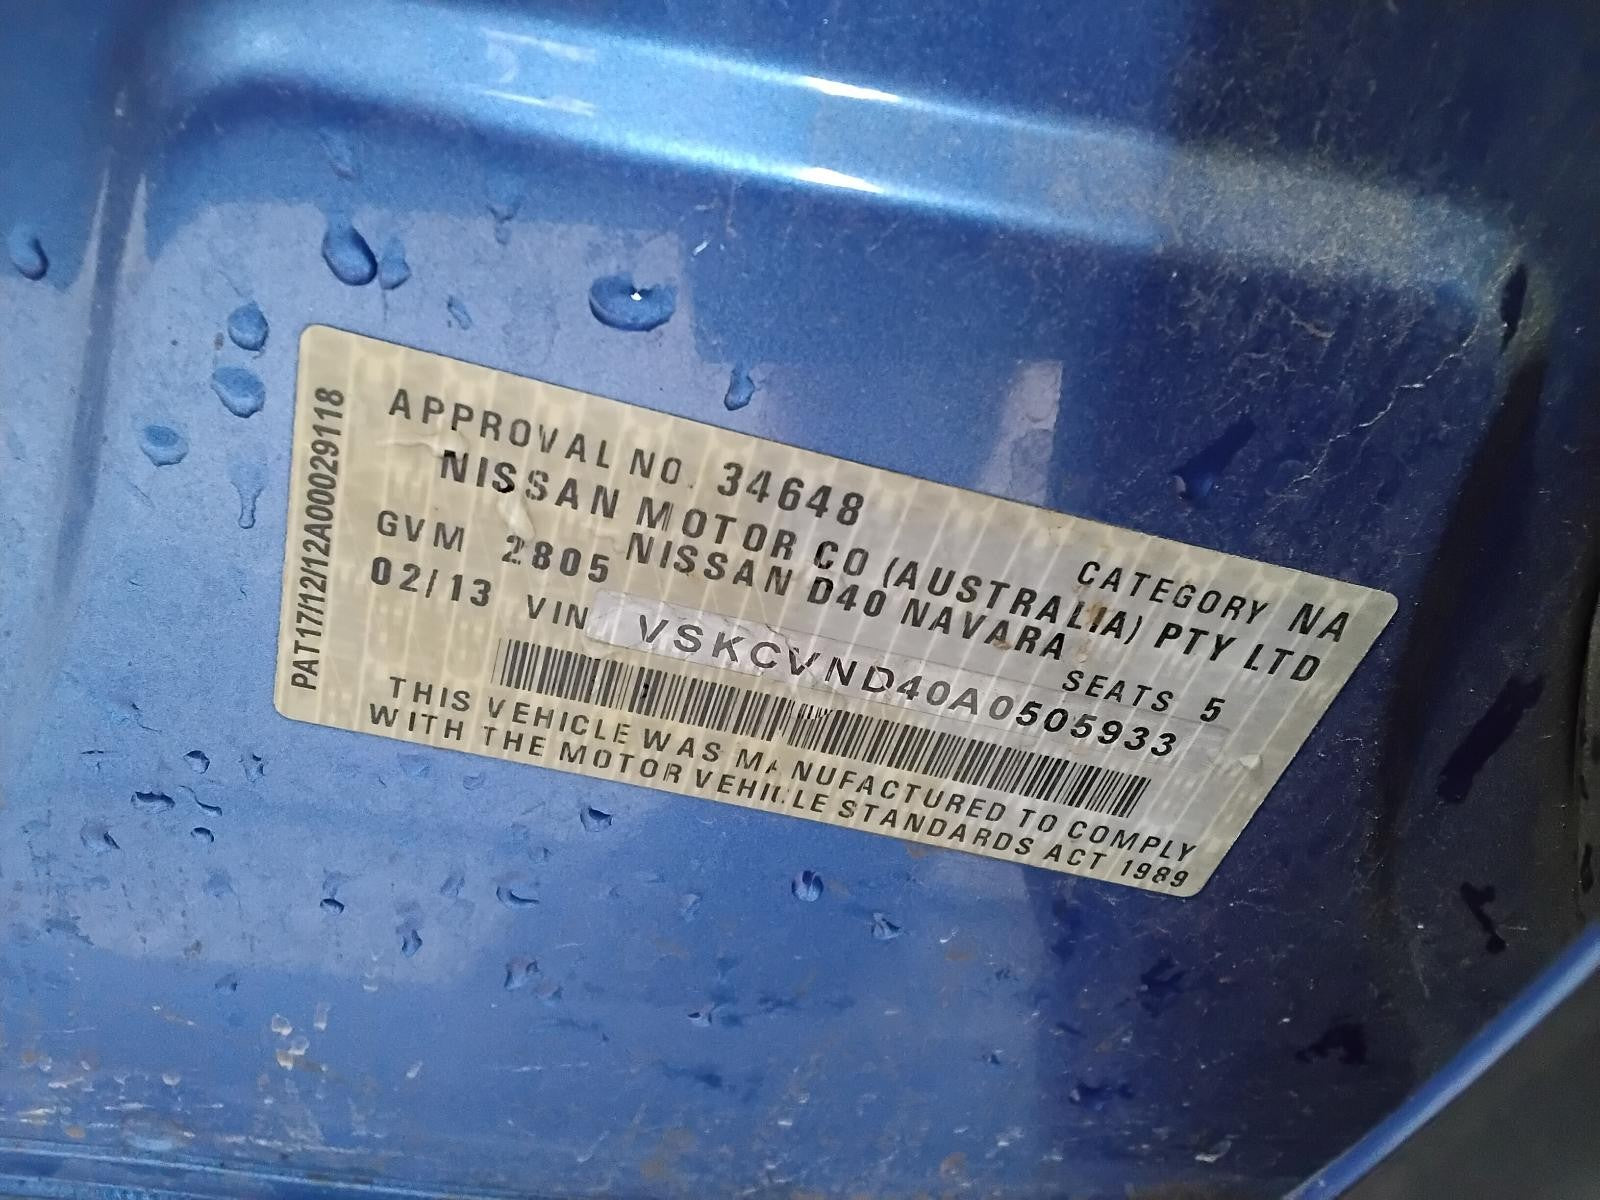 APPROVAL NO. 34648 CATEGORY NA
NISSAN MOTOR CO (AUSTRALIA) PTY LTD
GVM 2805 NISSAN D40 NAVARA SEATS 5
02/13 VIN VSKCVND40A0505933
THIS VEHICLE WAS MANUFACTURED TO COMPLY
WITH THE MOTOR VEHICLE STANDARDS ACT 1989
PAT17/12/12A00029118